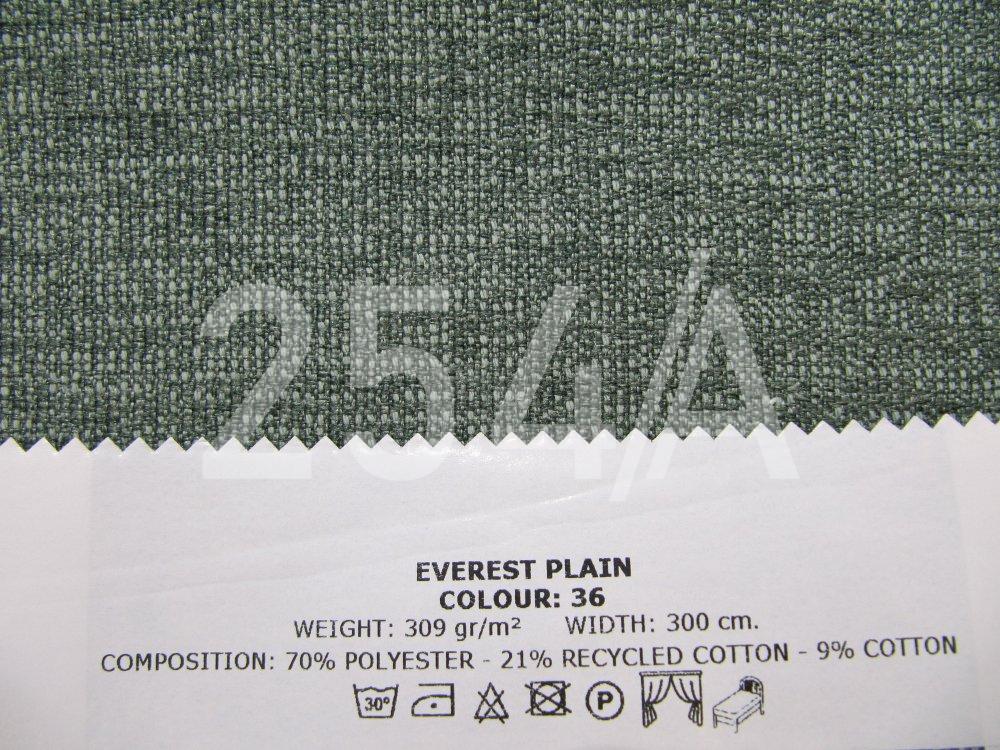 254/A
EVEREST PLAIN
COLOUR: 36
WEIGHT: 309 gr/m² WIDTH: 300 cm.
COMPOSITION: 70% POLYESTER - 21% RECYCLED COTTON - 9% COTTON
30° P